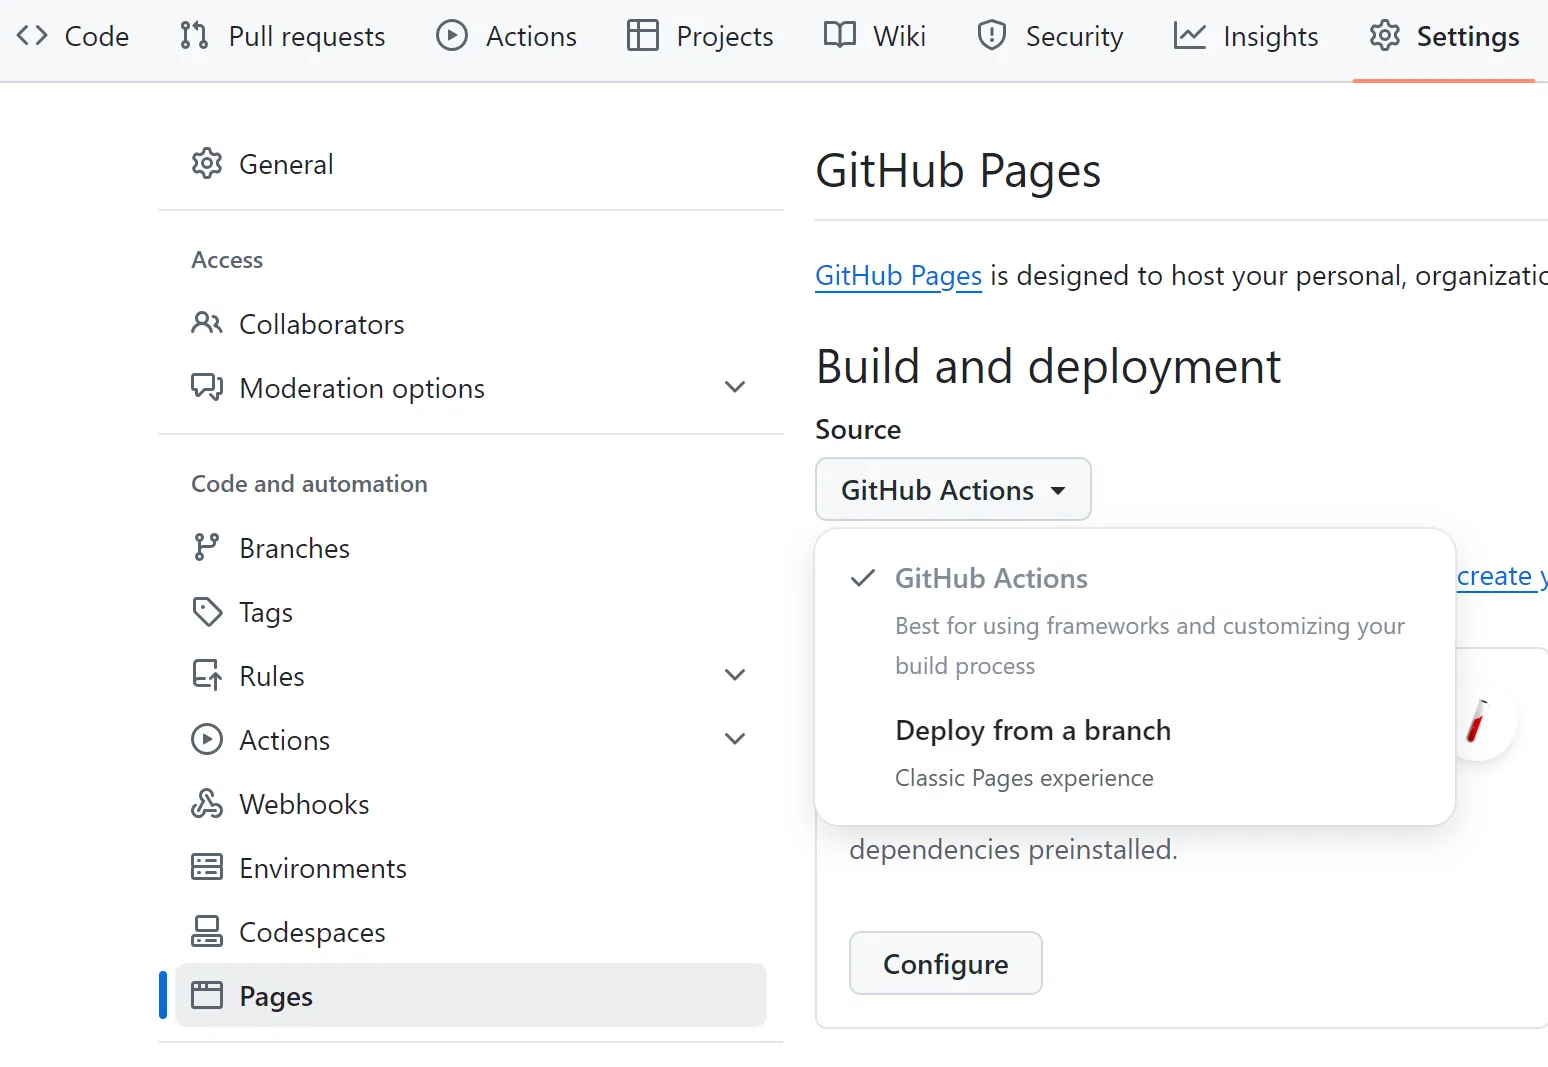 Code Pull requests Actions Projects Wiki Security Insights Settings
General
Access
Collaborators
Moderation options
Code and automation
Branches
Tags
Rules
Actions
Webhooks
Environments
Codespaces
Pages
GitHub Pages
GitHub Pages is designed to host your personal,
Build and deployment
Source
GitHub Actions
GitHub Actions
Best for using frameworks and customizing your
build process
Deploy from a branch
Classic Pages experience
create
dependencies preinstalled.
Configure